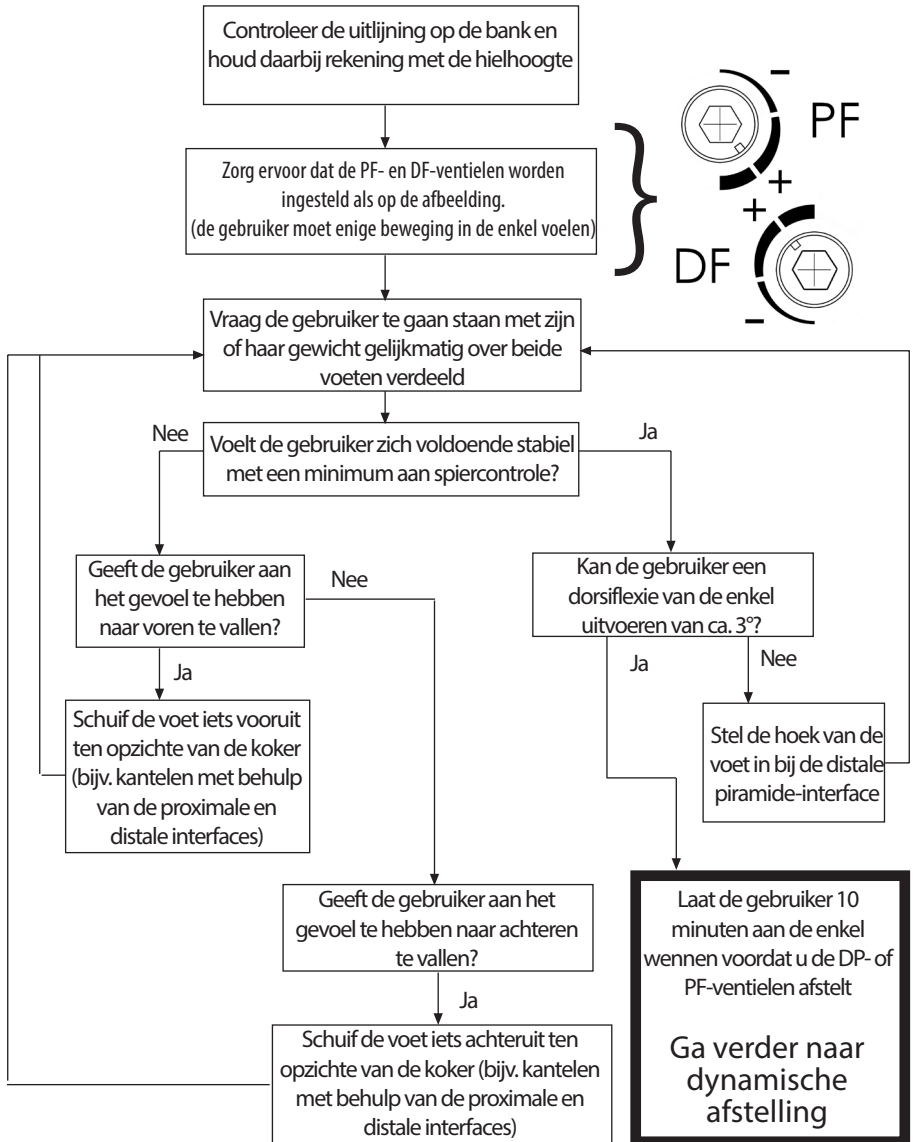 Controleer de uitlijning op de bank en
houd daarbij rekening met de hielhoogte
Zorg ervoor dat de PF- en DF-ventielen worden
ingesteld als op de afbeelding.
(de gebruiker moet enige beweging in de enkel voelen)
-
PF
+
+
DF
-
Vraag de gebruiker te gaan staan met zijn
of haar gewicht gelijkmatig over beide
voeten verdeeld
Nee
Voelt de gebruiker zich voldoende stabiel
met een minimum aan spiercontrole?
Ja
Geeft de gebruiker aan
het gevoel te hebben
naar voren te vallen?
Nee
Kan de gebruiker een
dorsiflexie van de enkel
uitvoeren van ca. 3°?
Ja
Ja
Nee
Schuif de voet iets vooruit
ten opzichte van de koker
(bijv. kantelen met behulp
van de proximale en
distale interfaces)
Stel de hoek van de
voet in bij de distale
piramide-interface
Geeft de gebruiker aan het
gevoel te hebben naar achteren
te vallen?
Ja
Schuif de voet iets achteruit ten
opzichte van de koker (bijv. kantelen
met behulp van de proximale en
distale interfaces)
Laat de gebruiker 10
minuten aan de enkel
wennen voordat u de DP- of
PF-ventielen afstelt
Ga verder naar
dynamische
afstelling